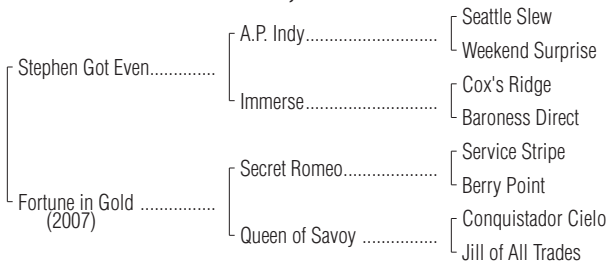 Seattle Slew
A.P. Indy
Weekend Surprise
Stephen Got Even
Cox's Ridge
Immerse
Baroness Direct
Service Stripe
Secret Romeo
Berry Point
Fortune in Gold
(2007)
Conquistador Cielo
Queen of Savoy
Jill of All Trades